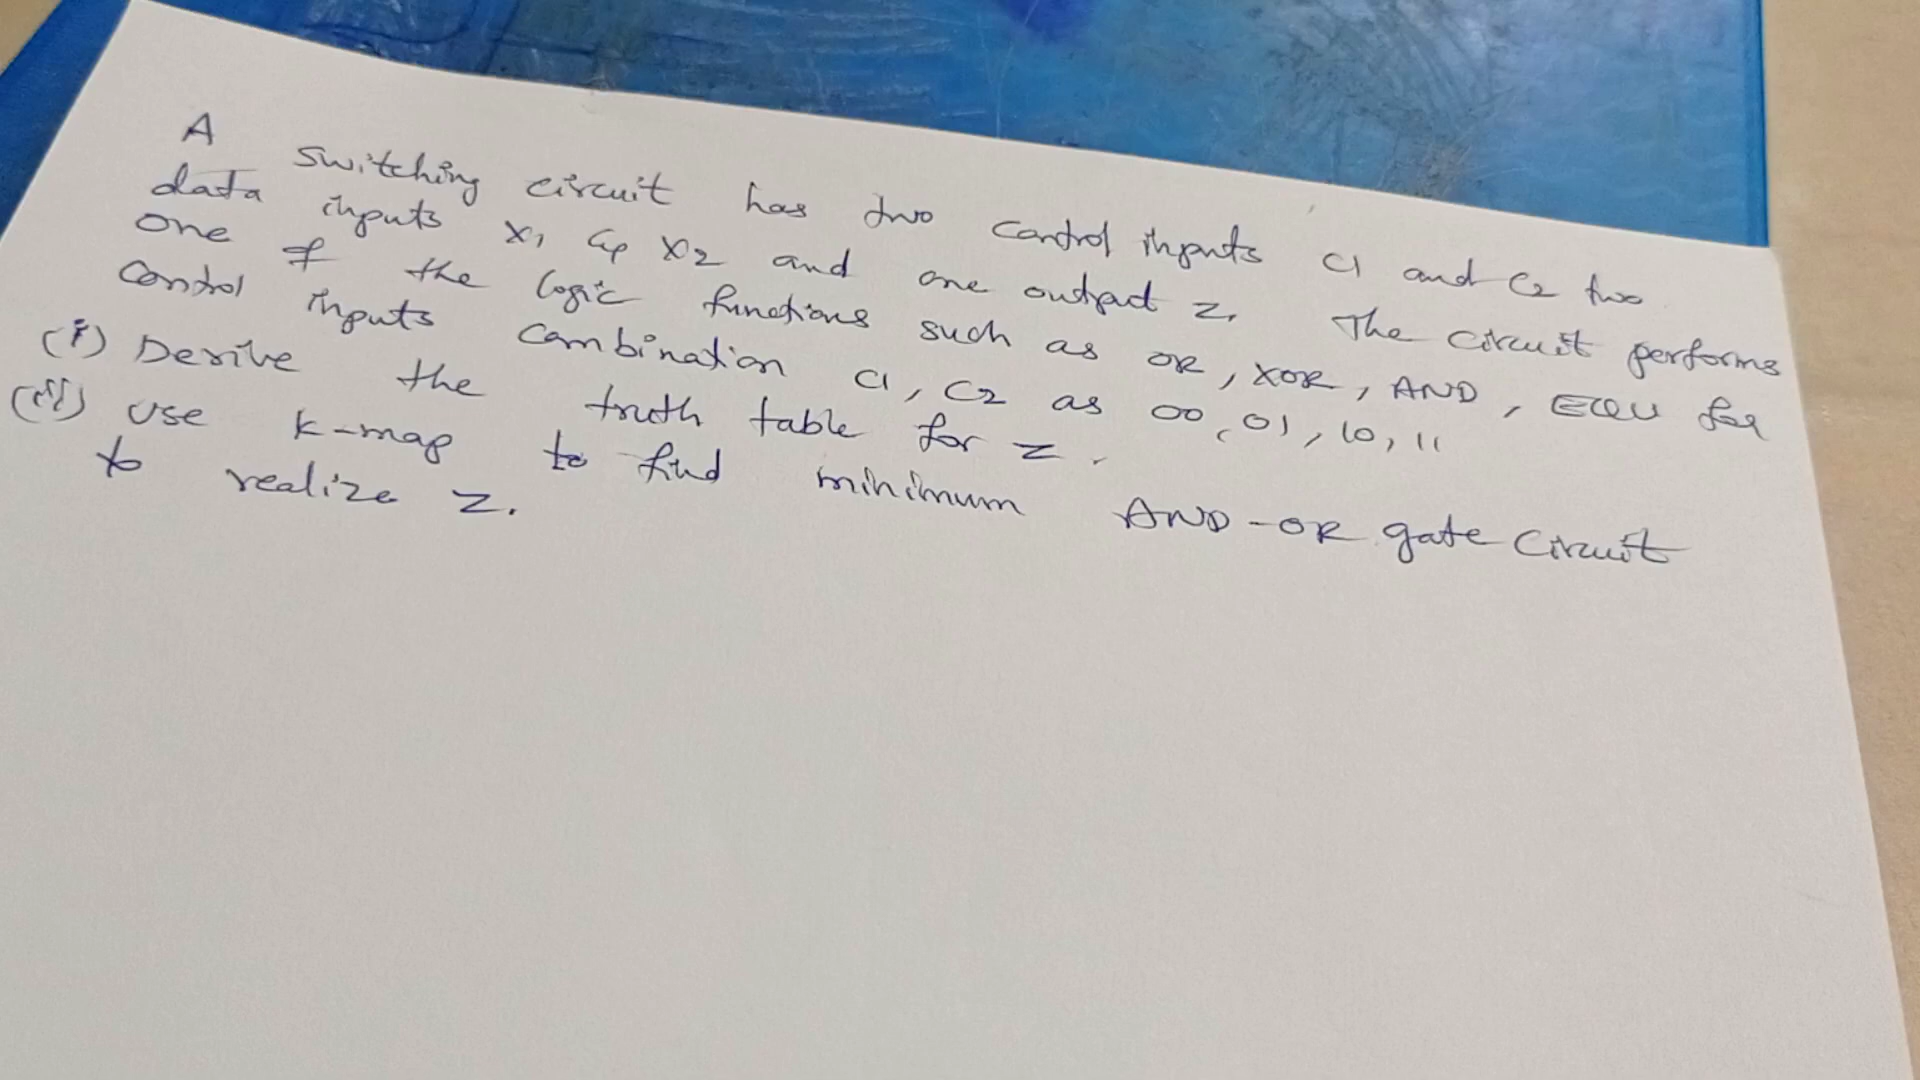 A switching circuit has two control inputs C1 and C2 two
data inputs X1 & X2 and one output Z. The circuit performs
one of the logic functions such as OR, XOR, AND, EQU for
control inputs combination C1, C2 as 00, 01, 10, 11
(i) Derive the truth table for Z.
(ii) Use K-map to find minimum AND-OR gate circuit
to realize Z.